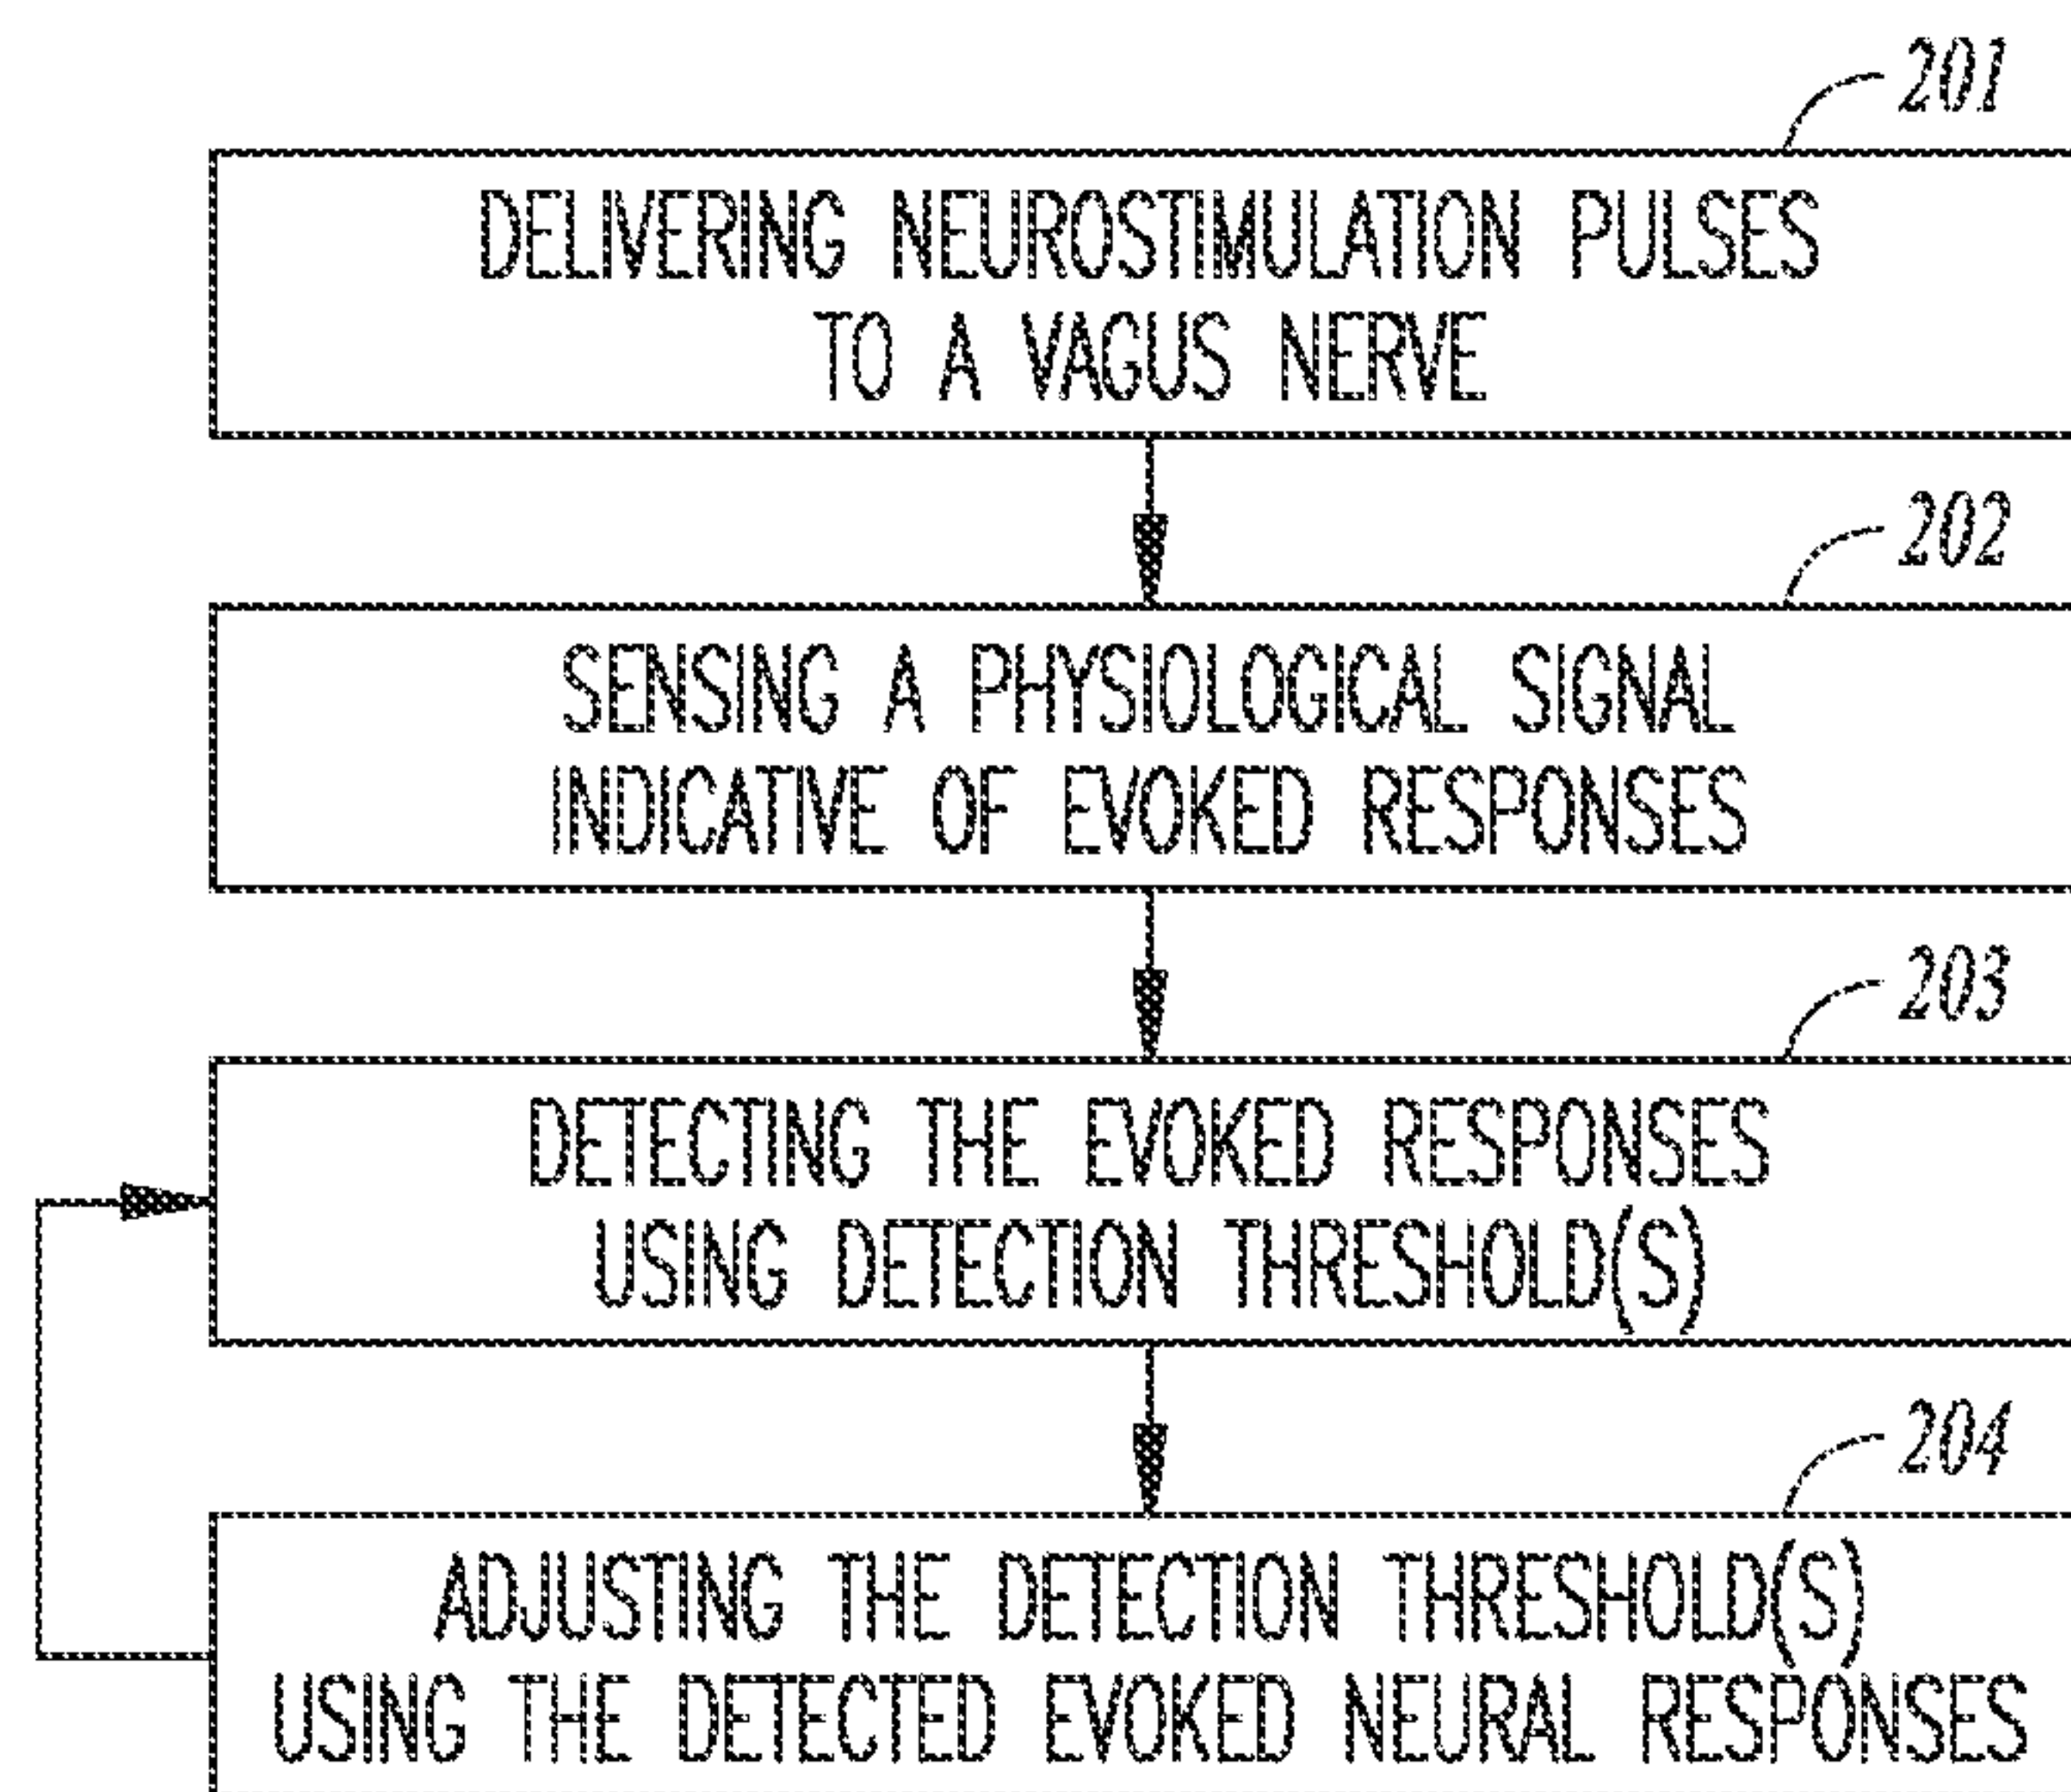 201
DELIVERING NEUROSTIMULATION PULSES
TO A VAGUS NERVE
202
SENSING A PHYSIOLOGICAL SIGNAL
INDICATIVE OF EVOKED RESPONSES
203
DETECTING THE EVOKED RESPONSES
USING DETECTION THRESHOLD(S)
204
ADJUSTING THE DETECTION THRESHOLD(S)
USING THE DETECTED EVOKED NEURAL RESPONSES